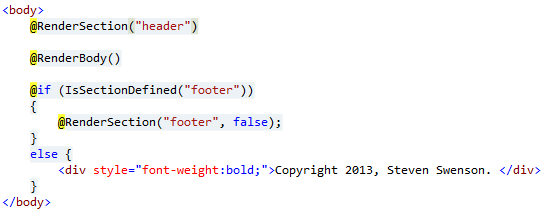 <body>
@RenderSection("header")
@RenderBody()
@if (IsSectionDefined("footer"))
{
@RenderSection("footer", false);
}
else {
<div style="font-weight:bold;">Copyright 2013, Steven Swenson. </div>
}
</body>